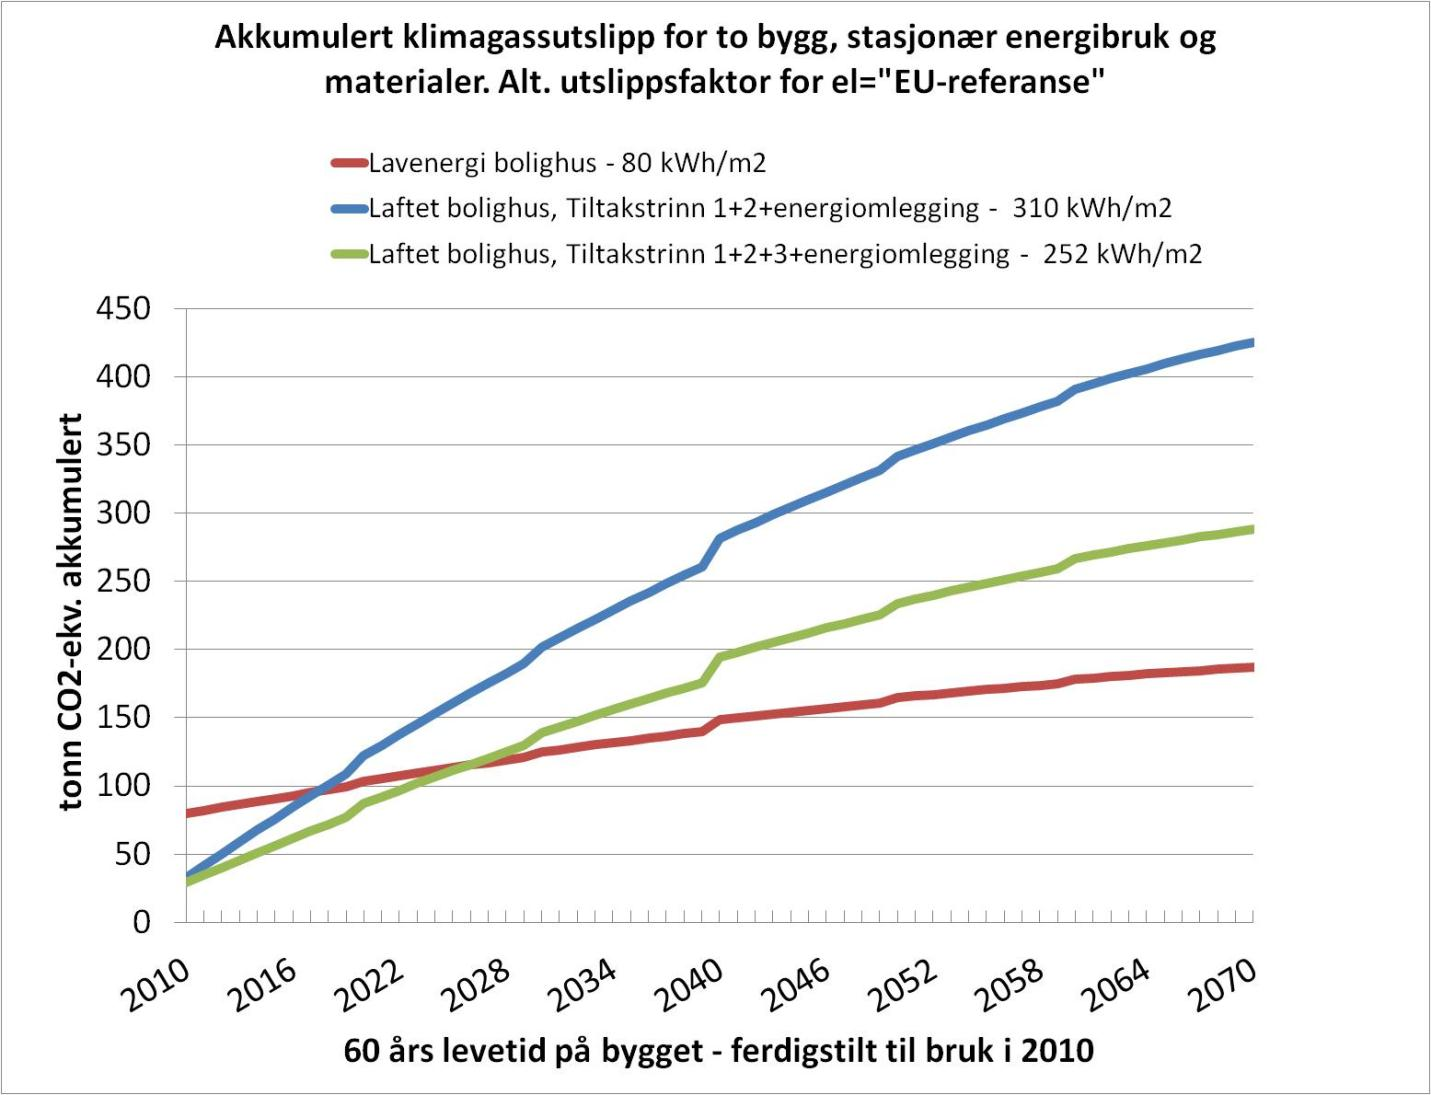 Akkumulert klimagassutslipp for to bygg, stasjonær energibruk og
materialer. Alt. utslippsfaktor for el="EU-referanse"
Lavenergi bolighus - 80 kWh/m2
Laftet bolighus, Tiltakstrinn 1+2+energiomlegging -  310 kWh/m2
Laftet bolighus, Tiltakstrinn 1+2+3+energiomlegging -  252 kWh/m2
tonn CO2-ekv. akkumulert
450
400
350
300
250
200
150
100
50
0
2010 2016 2022 2028 2034 2040 2046 2052 2058 2064 2070
60 års levetid på bygget - ferdigstilt til bruk i 2010